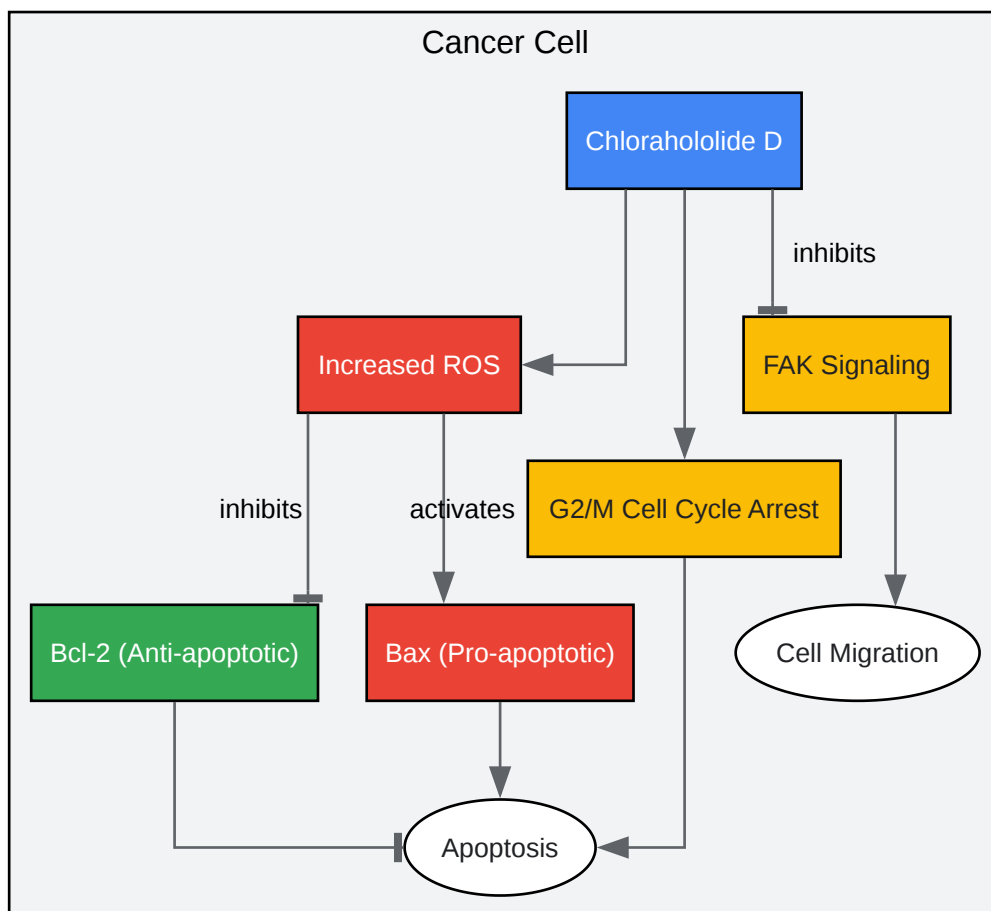 Cancer Cell
Chlorahololide D
inhibits
Increased ROS
FAK Signaling
inhibits
activates
G2/M Cell Cycle Arrest
Bcl-2 (Anti-apoptotic)
Bax (Pro-apoptotic)
Cell Migration
Apoptosis